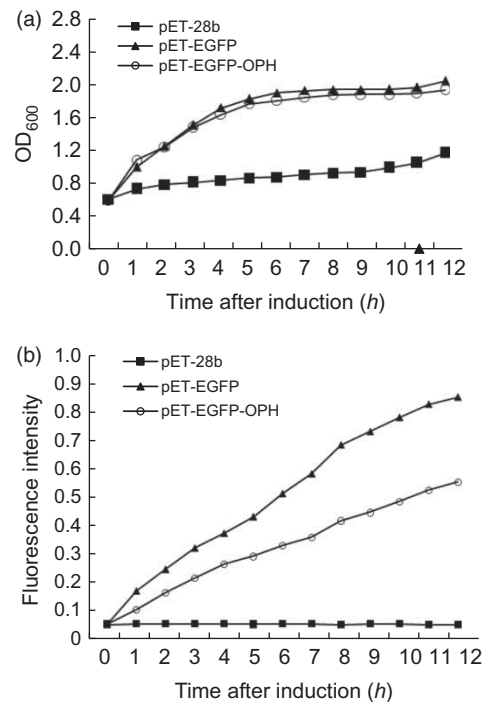 (a)
pET-28b
pET-EGFP
pET-EGFP-OPH
2.8
2.4
2.0
1.6
1.2
0.8
0.4
0.0
OD600
0 1 2 3 4 5 6 7 8 9 10 11 12
Time after induction (h)
(b)
pET-28b
pET-EGFP
pET-EGFP-OPH
1.0
0.9
0.8
0.7
0.6
0.5
0.4
0.3
0.2
0.1
0
Fluorescence intensity
0 1 2 3 4 5 6 7 8 9 10 11 12
Time after induction (h)